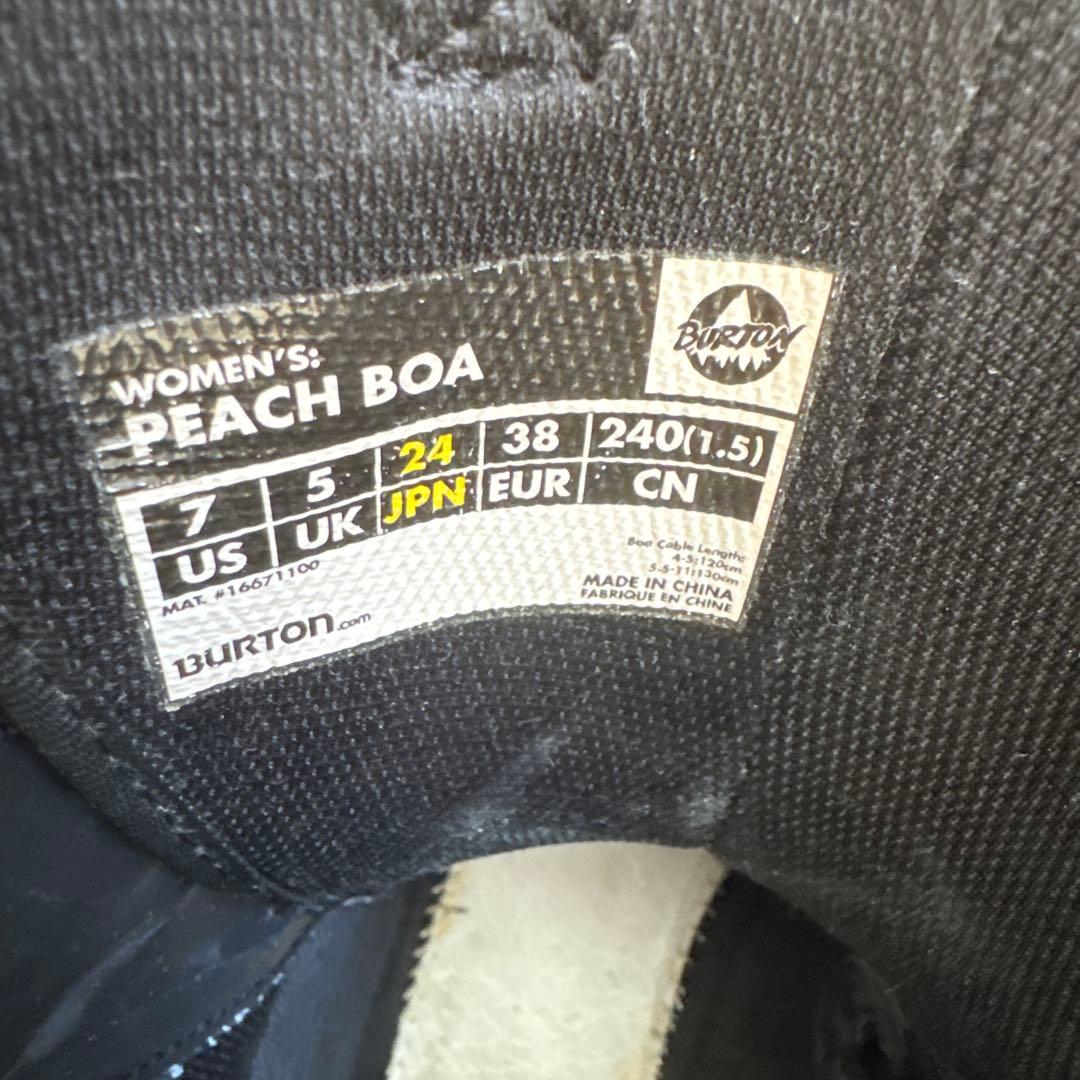 WOMEN'S:
PEACH BOA
BURTON
7 5 24 38 240(1.5)
US UK JPN EUR CN
MAT. #16671100
Boa Cable Length:
4-5:120cm
5.5-11:130cm
MADE IN CHINA
FABRIQUE EN CHINE
BURTON.com